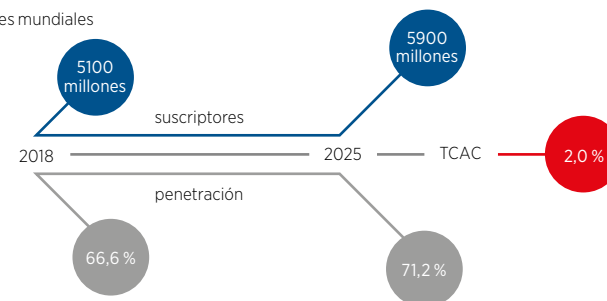 es mundiales
5100
millones
5900
millones
suscriptores
2018
2025
TCAC
2,0 %
penetración
66,6 %
71,2 %